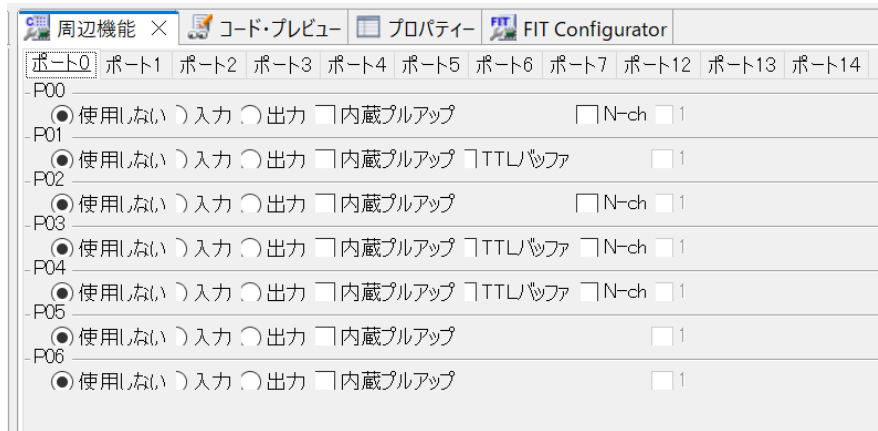 周辺機能 コード・プレビュー プロパティー FIT Configurator
ポート0 ポート1 ポート2 ポート3 ポート4 ポート5 ポート6 ポート7 ポート12 ポート13 ポート14
P00
使用しない 入力 出力 内蔵プルアップ N-ch 1
P01
使用しない 入力 出力 内蔵プルアップ TTLバッファ 1
P02
使用しない 入力 出力 内蔵プルアップ N-ch 1
P03
使用しない 入力 出力 内蔵プルアップ TTLバッファ N-ch 1
P04
使用しない 入力 出力 内蔵プルアップ TTLバッファ N-ch 1
P05
使用しない 入力 出力 内蔵プルアップ 1
P06
使用しない 入力 出力 内蔵プルアップ 1